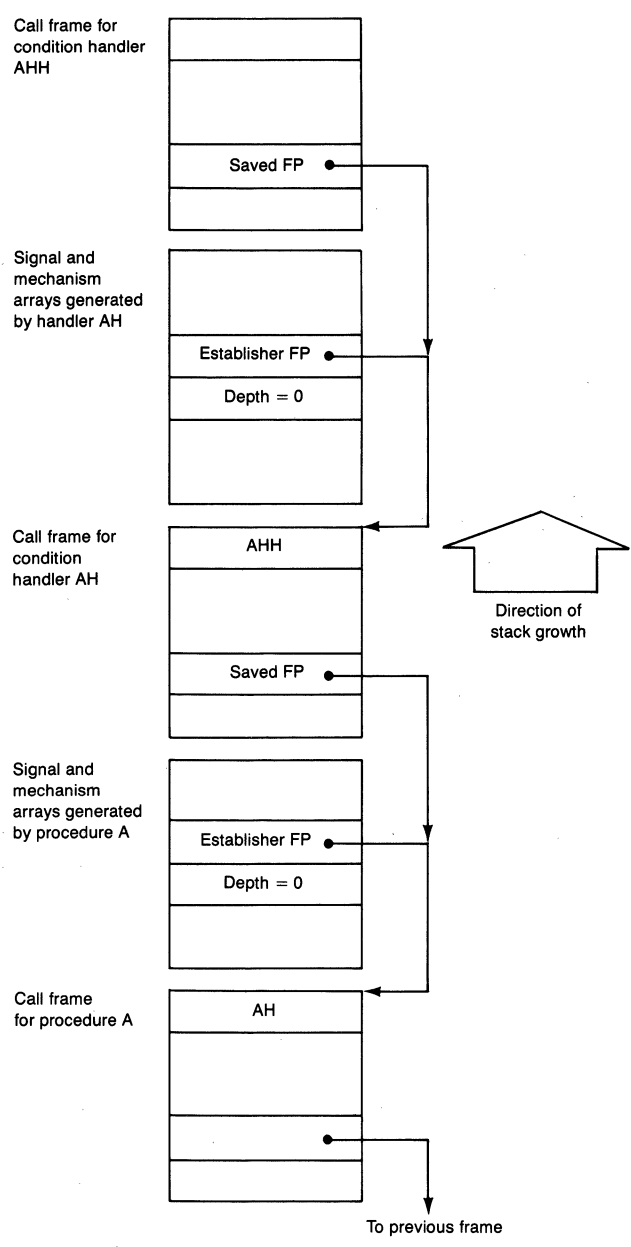 Call frame for
condition handler
AHH
Saved FP
Signal and
mechanism
arrays generated
by handler AH
Establisher FP
Depth = 0
Call frame for
condition
handler AH
AHH
Saved FP
Direction of
stack growth
Signal and
mechanism
arrays generated
by procedure A
Establisher FP
Depth = 0
Call frame
for procedure A
AH
To previous frame